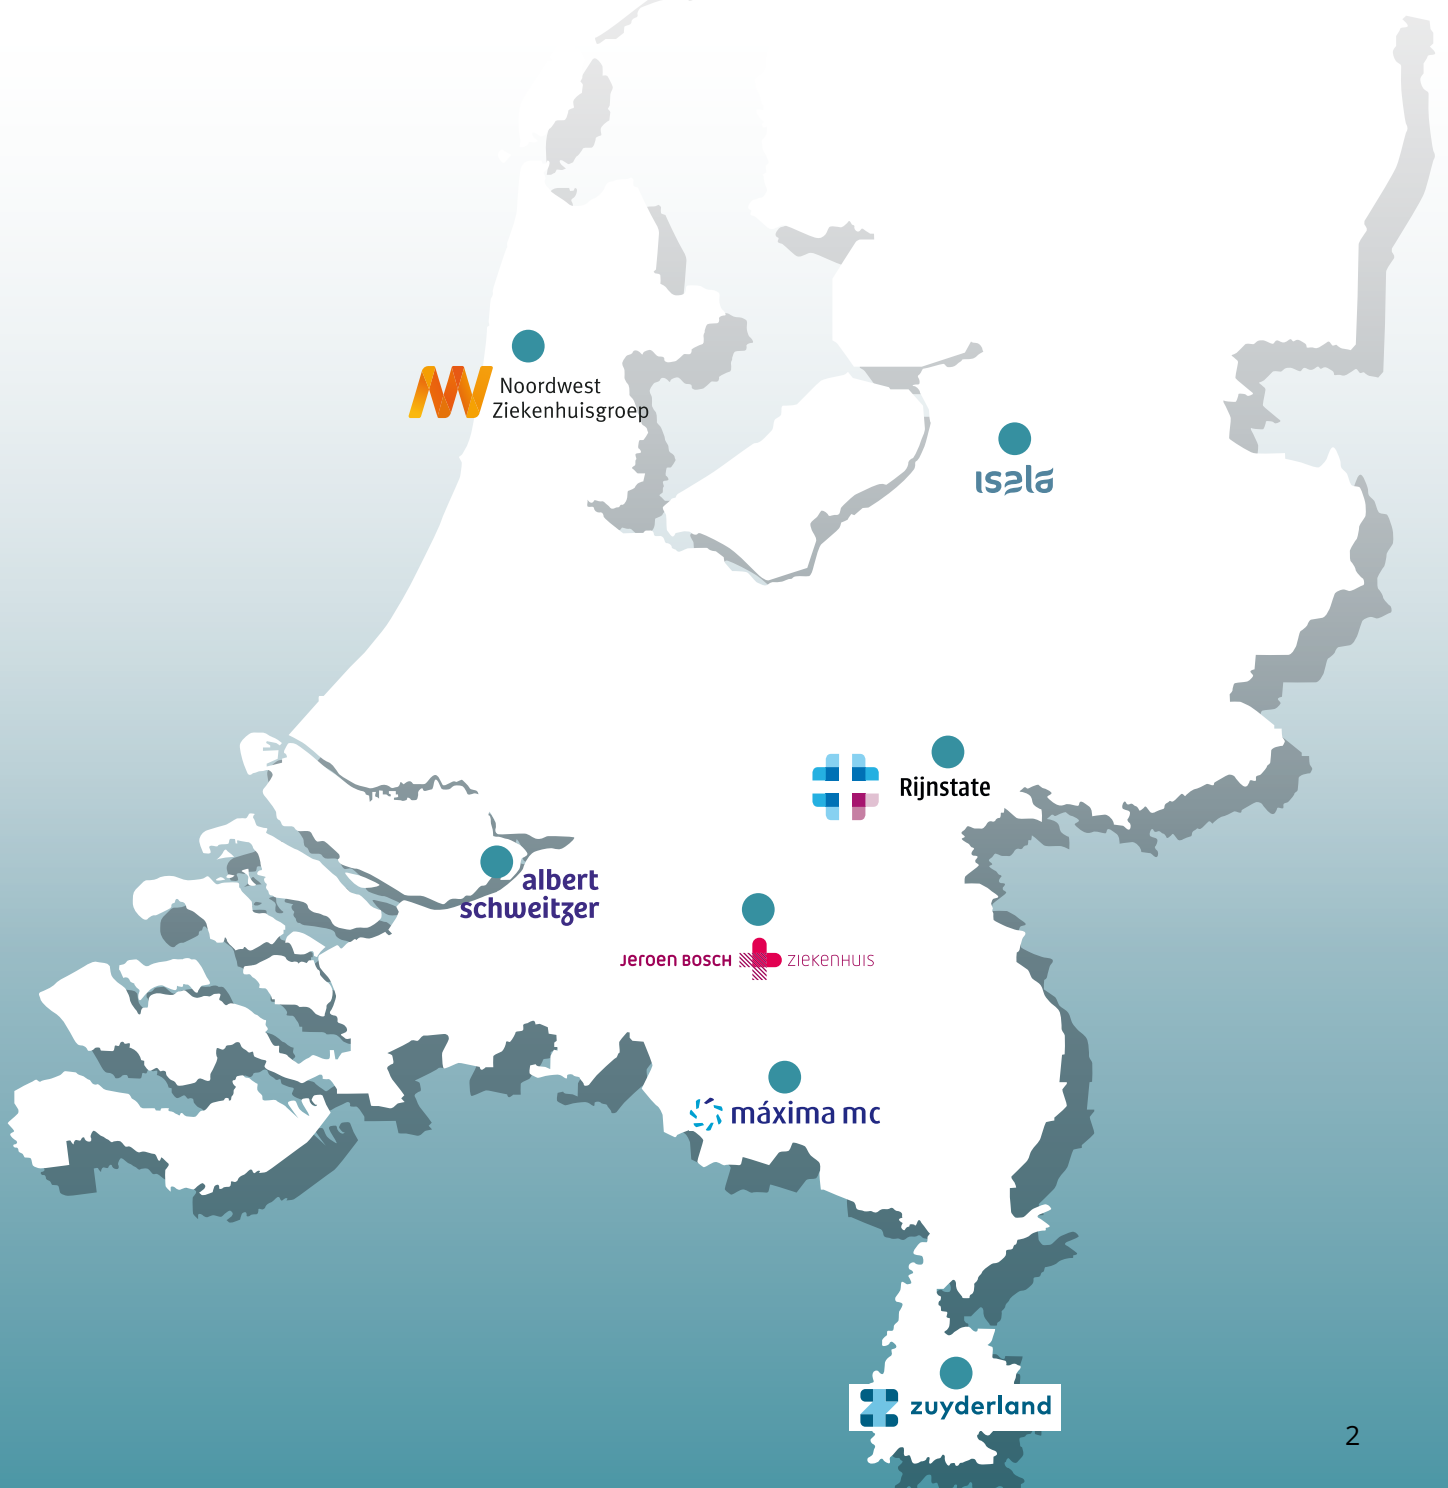 Noordwest
Ziekenhuisgroep
isala
Rijnstate
albert
schweitzer
Jeroen Bosch Ziekenhuis
máxima mc
zuyderland
2